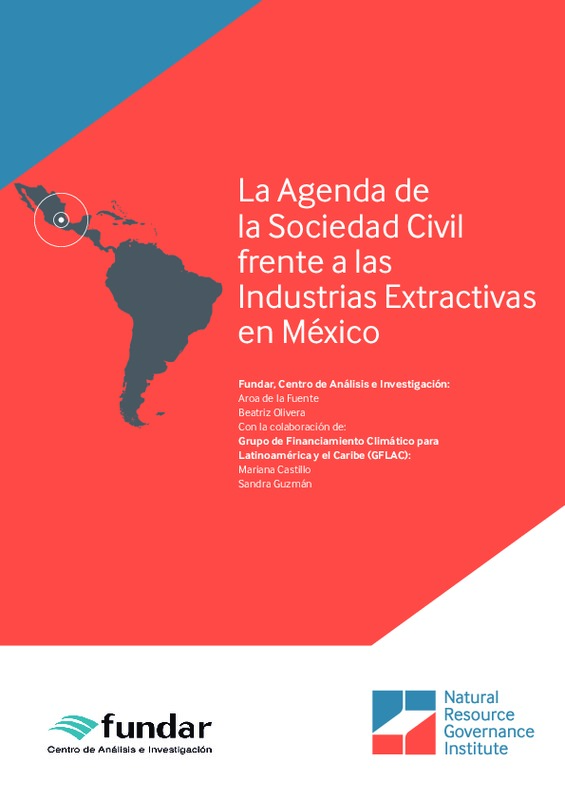 La Agenda de
la Sociedad Civil
frente a las
Industrias Extractivas
en México
Fundar, Centro de Análisis e Investigación:
Aroa de la Fuente
Beatriz Olivera
Con la colaboración de:
Grupo de Financiamiento Climático para
Latinoamérica y el Caribe (GFLAC):
Mariana Castillo
Sandra Guzmán
fundar
Centro de Análisis e Investigación
Natural
Resource
Governance
Institute